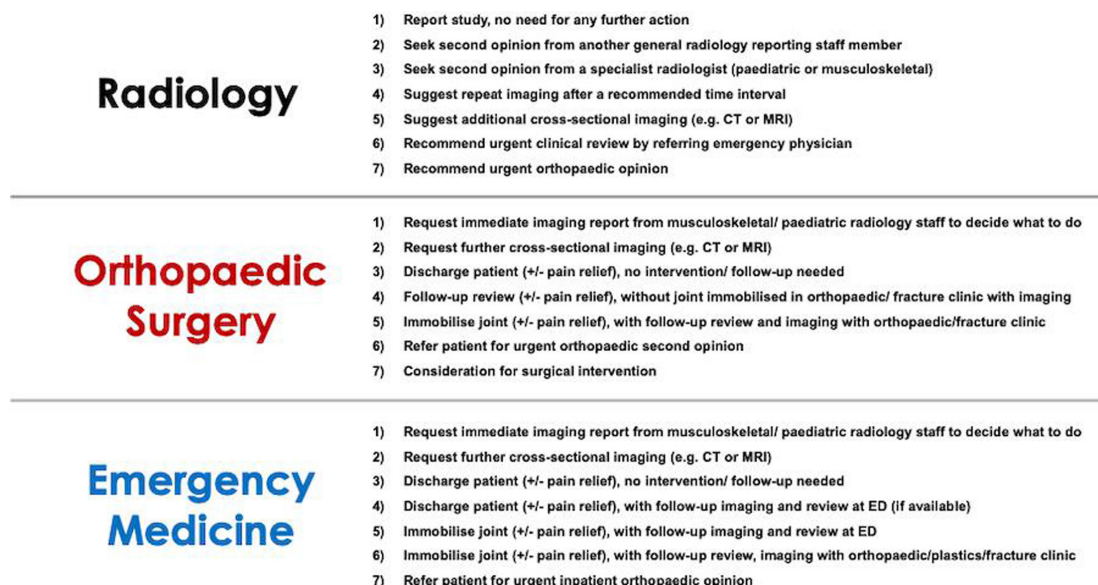 Radiology
1) Report study, no need for any further action
2) Seek second opinion from another general radiology reporting staff member
3) Seek second opinion from a specialist radiologist (paediatric or musculoskeletal)
4) Suggest repeat imaging after a recommended time interval
5) Suggest additional cross-sectional imaging (e.g. CT or MRI)
6) Recommend urgent clinical review by referring emergency physician
7) Recommend urgent orthopaedic opinion
Orthopaedic
Surgery
1) Request immediate imaging report from musculoskeletal/ paediatric radiology staff to decide what to do
2) Request further cross-sectional imaging (e.g. CT or MRI)
3) Discharge patient (+/- pain relief), no intervention/ follow-up needed
4) Follow-up review (+/- pain relief), without joint immobilised in orthopaedic/ fracture clinic with imaging
5) Immobilise joint (+/- pain relief), with follow-up review and imaging with orthopaedic/fracture clinic
6) Refer patient for urgent orthopaedic second opinion
7) Consideration for surgical intervention
Emergency
Medicine
1) Request immediate imaging report from musculoskeletal/ paediatric radiology staff to decide what to do
2) Request further cross-sectional imaging (e.g. CT or MRI)
3) Discharge patient (+/- pain relief), no intervention/ follow-up needed
4) Discharge patient (+/- pain relief), with follow-up imaging and review at ED (if available)
5) Immobilise joint (+/- pain relief), with follow-up imaging and review at ED
6) Immobilise joint (+/- pain relief), with follow-up review, imaging with orthopaedic/plastics/fracture clinic
7) Refer patient for urgent inpatient orthopaedic opinion